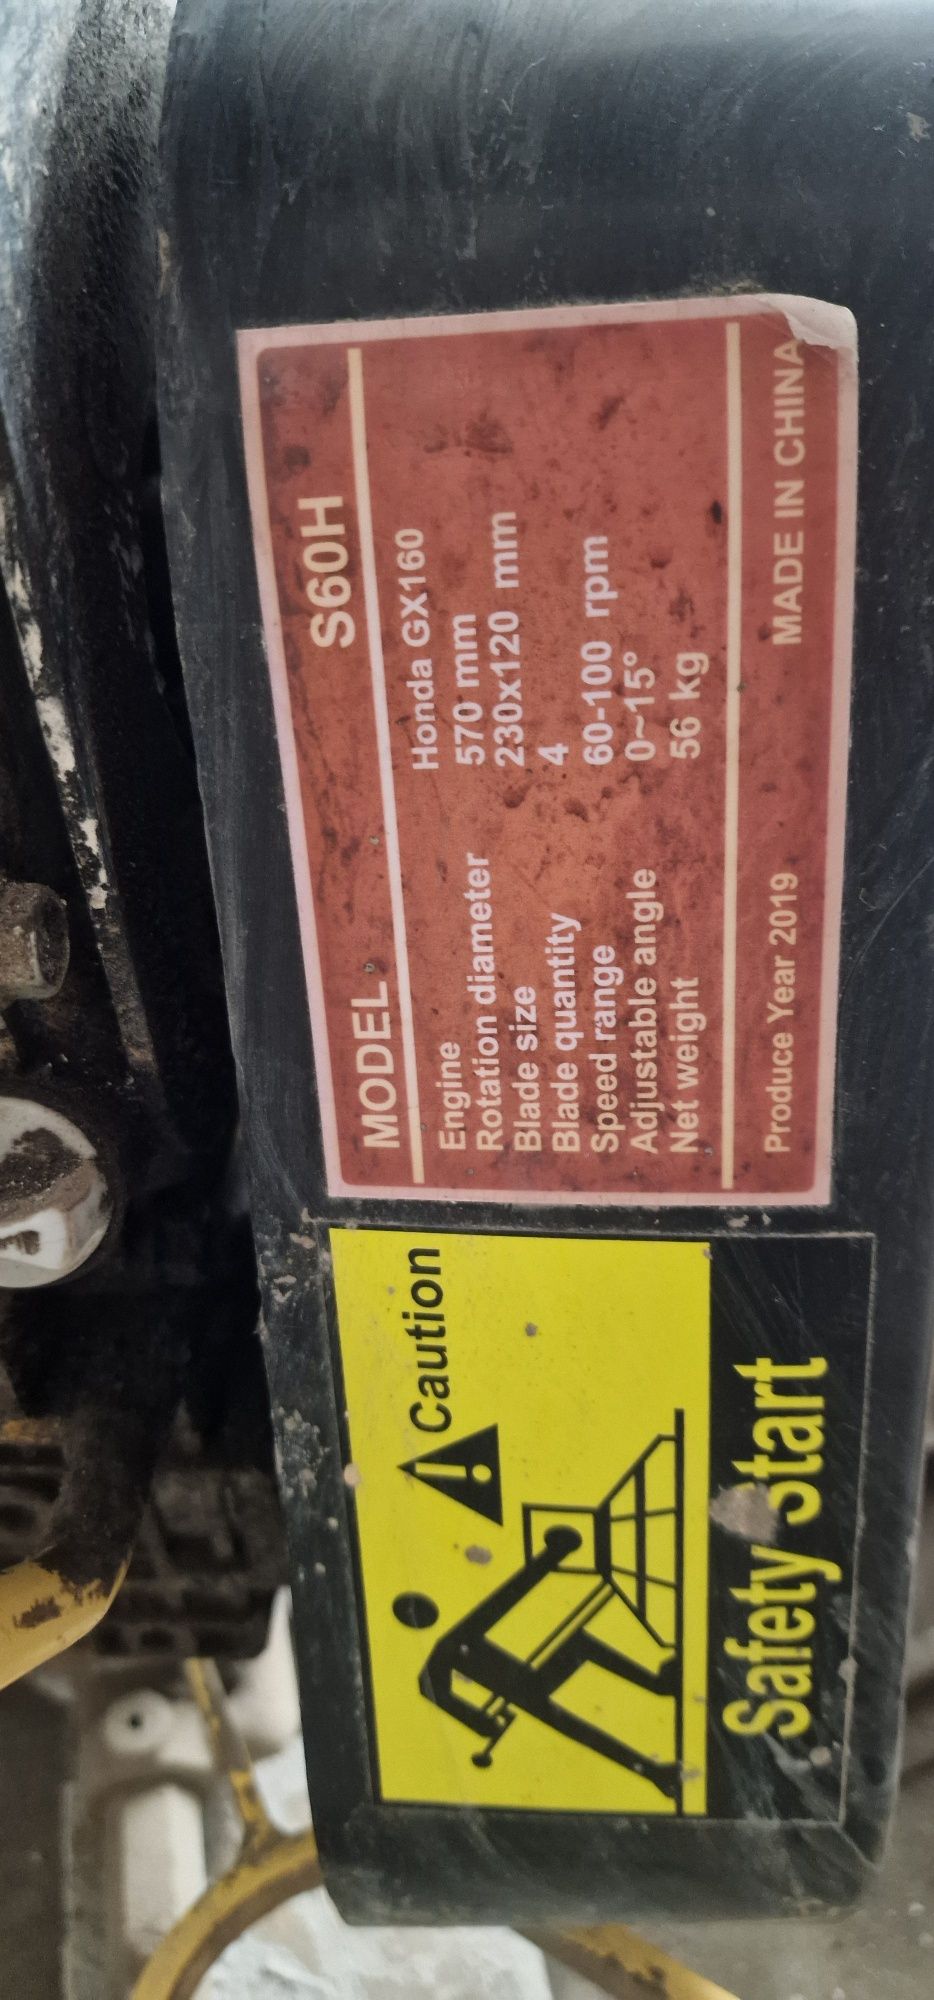 MODEL S60H
Engine Honda GX160
Rotation diameter 570 mm
Blade size 230x120 mm
Blade quantity 4
Speed range 60-100 rpm
Adjustable angle 0~15°
Net weight 56 kg
Produce Year 2019 MADE IN CHINA
Caution
Safety Start